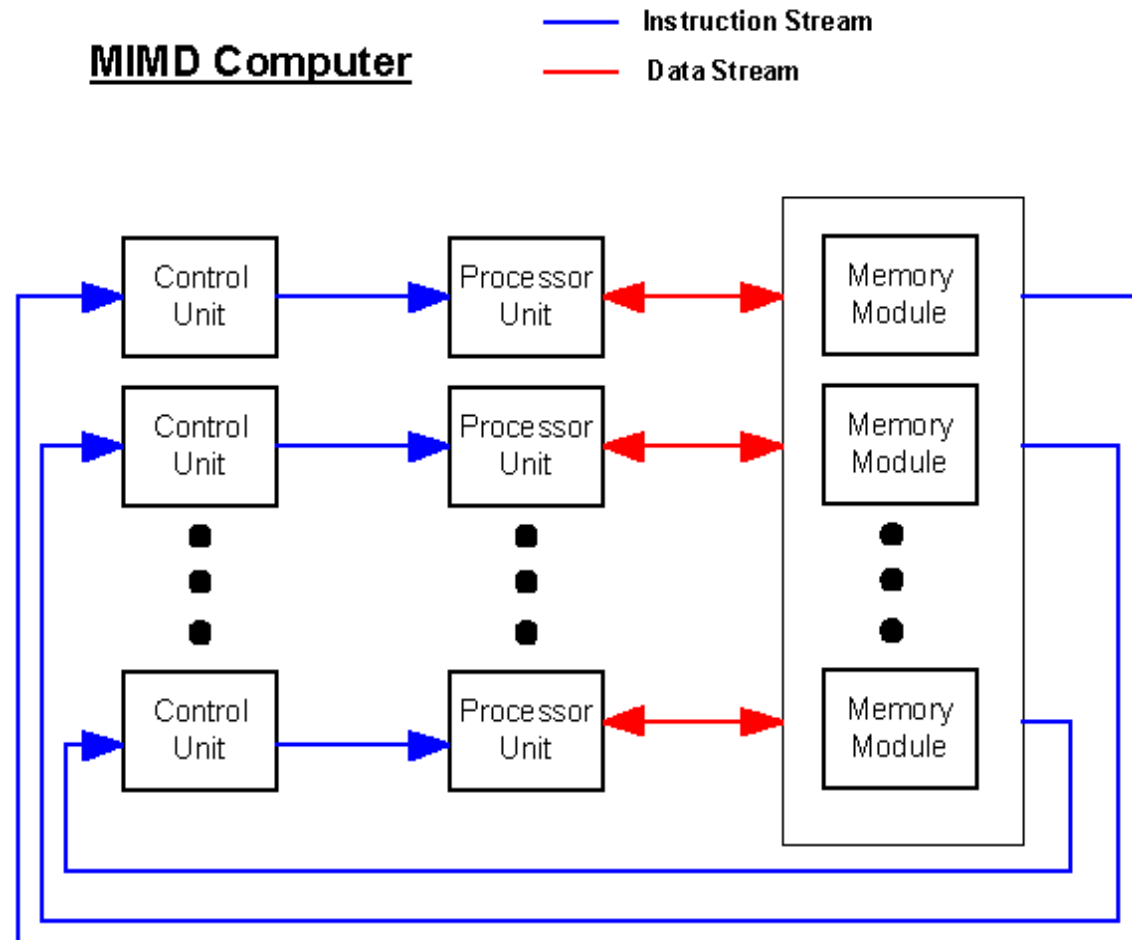 MIMD Computer
Instruction Stream
Data Stream
Control
Unit
Processor
Unit
Memory
Module
Control
Unit
Processor
Unit
Memory
Module
Control
Unit
Processor
Unit
Memory
Module